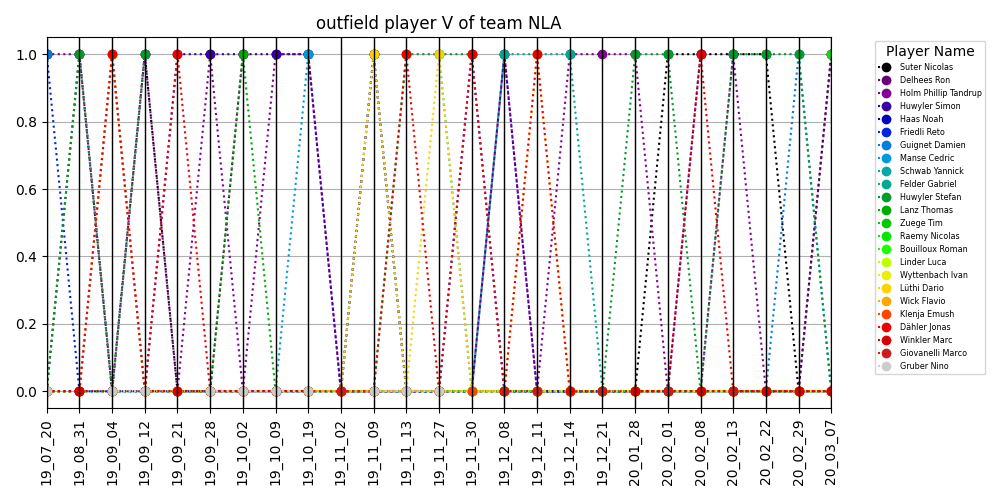 outfield player V of team NLA
1.0
0.8
0.6
0.4
0.2
0.0
19_07_20
19_08_31
19_09_04
19_09_12
19_09_21
19_09_28
19_10_02
19_10_09
19_10_19
19_11_02
19_11_09
19_11_13
19_11_27
19_11_30
19_12_08
19_12_11
19_12_14
19_12_21
20_01_28
20_02_01
20_02_08
20_02_13
20_02_22
20_02_29
20_03_07
Player Name
Suter Nicolas
Delhees Ron
Holm Phillip Tandrup
Huwyler Simon
Haas Noah
Friedli Reto
Guignet Damien
Manse Cedric
Schwab Yannick
Felder Gabriel
Huwyler Stefan
Lanz Thomas
Zuege Tim
Raemy Nicolas
Bouilloux Roman
Linder Luca
Wyttenbach Ivan
Lüthi Dario
Wick Flavio
Klenja Emush
Dähler Jonas
Winkler Marc
Giovanelli Marco
Gruber Nino